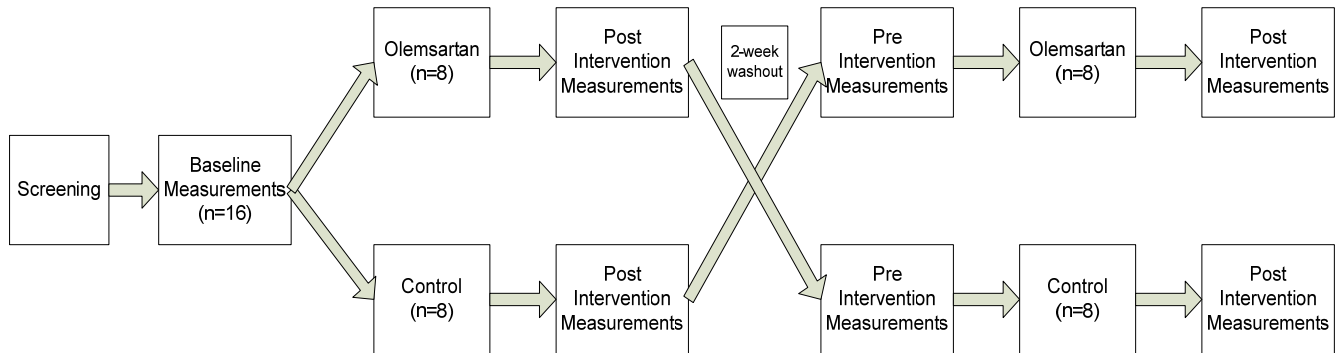 Screening
Baseline
Measurements
(n=16)
Olemsartan
(n=8)
Post
Intervention
Measurements
Control
(n=8)
Post
Intervention
Measurements
2-week
washout
Pre
Intervention
Measurements
Olemsartan
(n=8)
Post
Intervention
Measurements
Pre
Intervention
Measurements
Control
(n=8)
Post
Intervention
Measurements